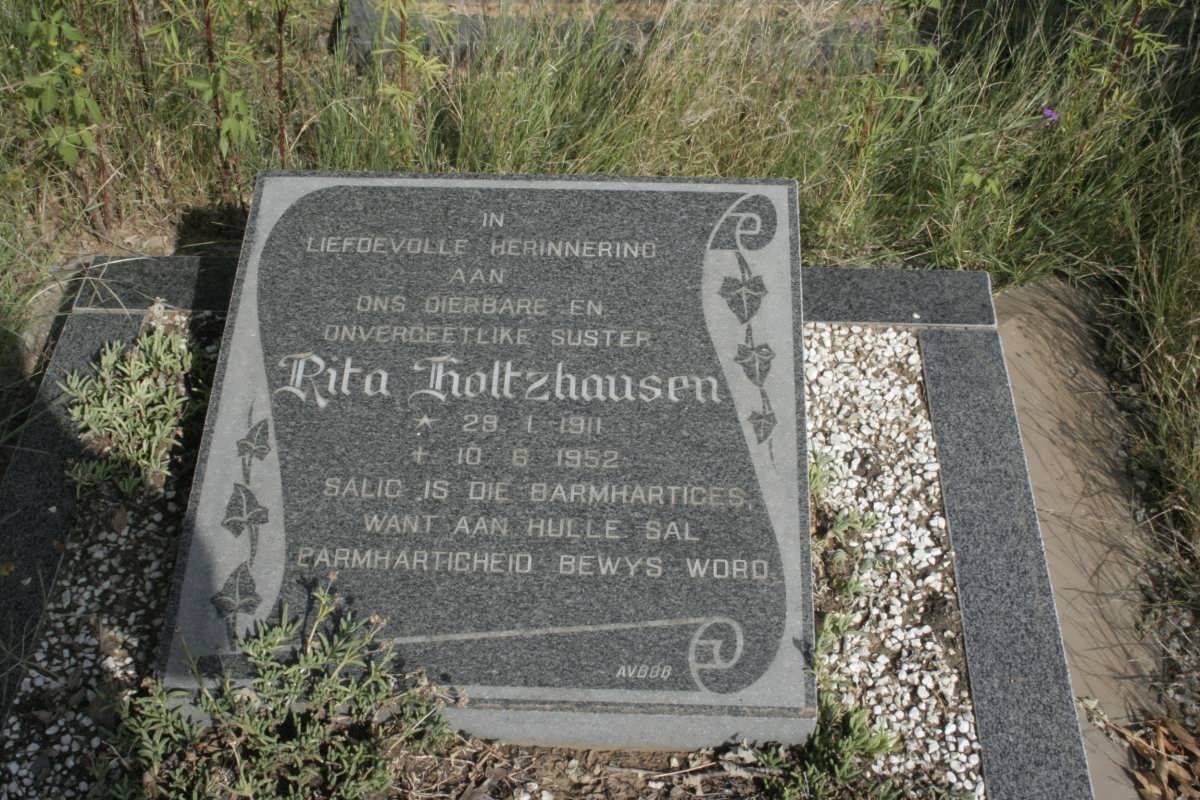 IN
LIEFDEVOLLE HERINNERING
AAN
ONS DIERBARE EN
ONVERGEETLIKE SUSTER
Rita Holtzhausen
* 29 1 1911
+ 10 6 1952
SALIG IS DIE BARMHARTIGES,
WANT AAN HULLE SAL
BARMHARTIGHEID BEWYS WORD
AVBOB